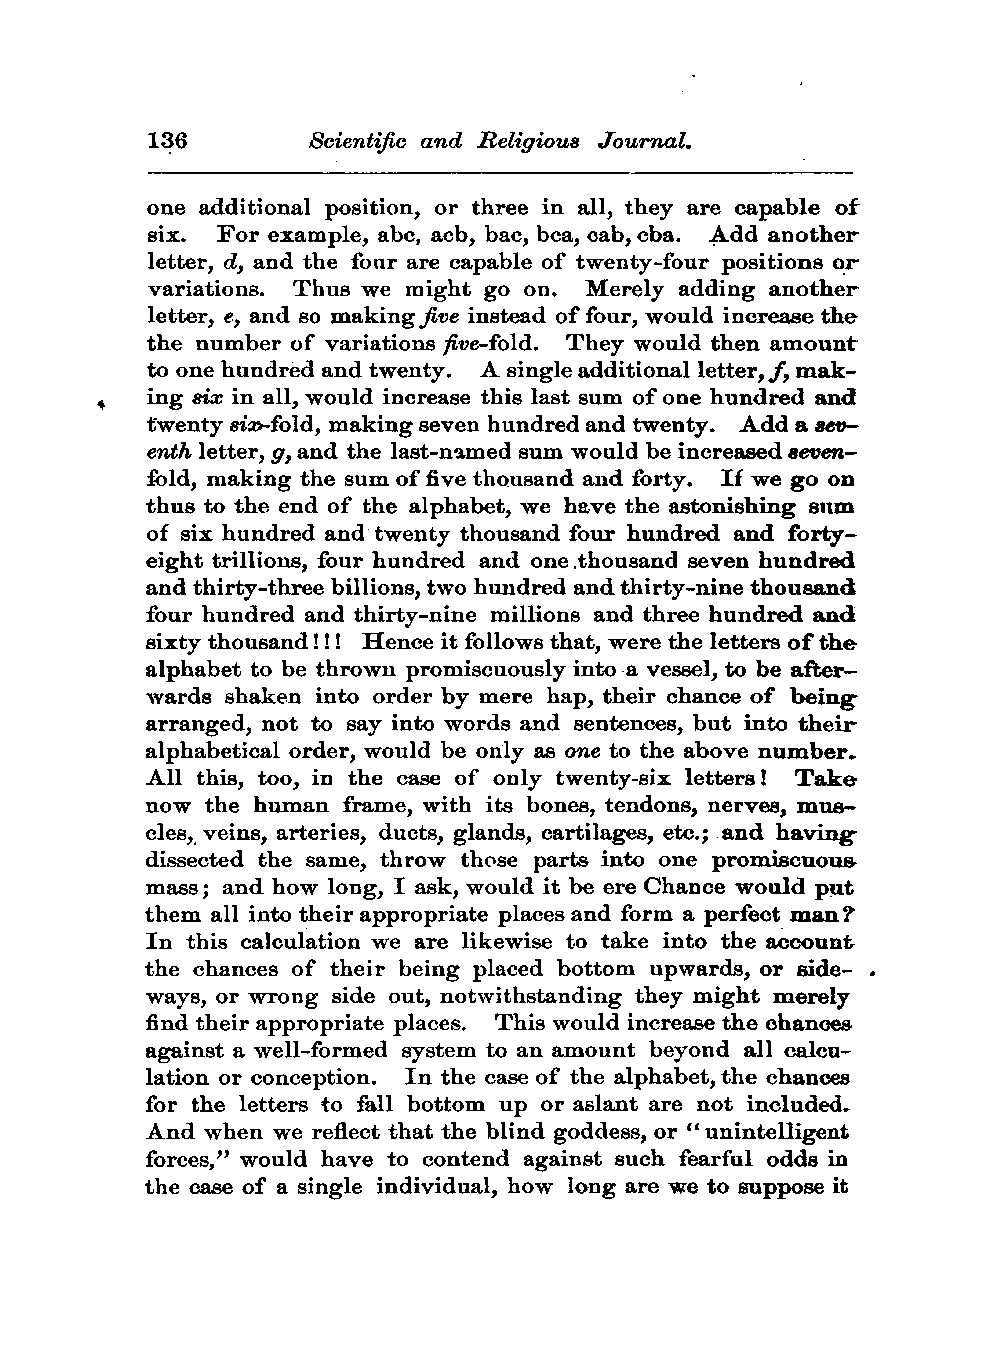 136 Scientific and Religious Journal.
one additional position, or three in all, they are capable of
six. For example, abc, acb, bac, bca, cab, cba. Add another
letter, d, and the four are capable of twenty-four positions or
variations. Thus we might go on. Merely adding another
letter, e, and so making five instead of four, would increase the
the number of variations five-fold. They would then amount
to one hundred and twenty. A single additional letter, f, mak-
ing six in all, would increase this last sum of one hundred and
twenty six-fold, making seven hundred and twenty. Add a sev-
enth letter, g, and the last-named sum would be increased seven-
fold, making the sum of five thousand and forty. If we go on
thus to the end of the alphabet, we have the astonishing sum
of six hundred and twenty thousand four hundred and forty-
eight trillions, four hundred and one thousand seven hundred
and thirty-three billions, two hundred and thirty-nine thousand
four hundred and thirty-nine millions and three hundred and
sixty thousand!!! Hence it follows that, were the letters of the
alphabet to be thrown promiscuously into a vessel, to be after-
wards shaken into order by mere hap, their chance of being
arranged, not to say into words and sentences, but into their
alphabetical order, would be only as one to the above number.
All this, too, in the case of only twenty-six letters! Take
now the human frame, with its bones, tendons, nerves, mus-
cles, veins, arteries, ducts, glands, cartilages, etc.; and having
dissected the same, throw those parts into one promiscuous
mass; and how long, I ask, would it be ere Chance would put
them all into their appropriate places and form a perfect man?
In this calculation we are likewise to take into the account
the chances of their being placed bottom upwards, or side-
ways, or wrong side out, notwithstanding they might merely
find their appropriate places. This would increase the chances
against a well-formed system to an amount beyond all calcu-
lation or conception. In the case of the alphabet, the chances
for the letters to fall bottom up or aslant are not included.
And when we reflect that the blind goddess, or "unintelligent
forces," would have to contend against such fearful odds in
the case of a single individual, how long are we to suppose it